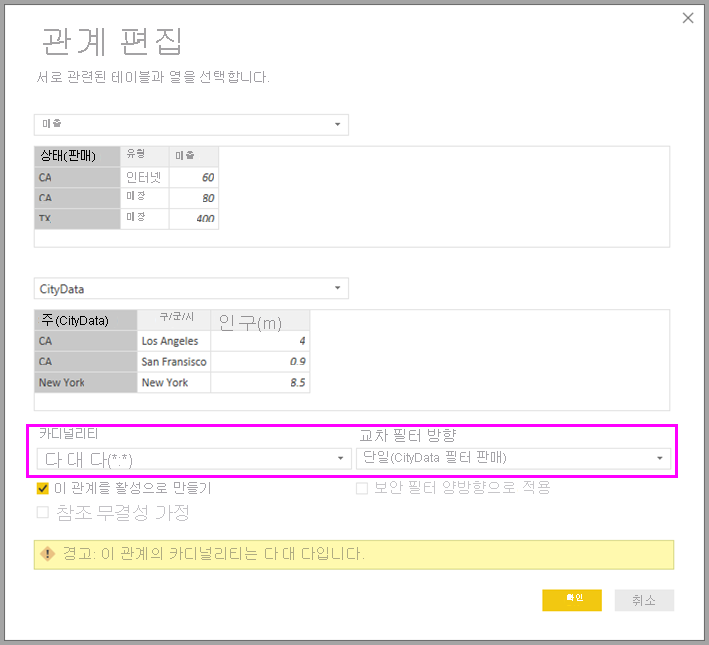 관계 편집
서로 관련된 테이블과 열을 선택합니다.
매출
상태(판매) 유형 매출
CA 인터넷 60
CA 매장 80
TX 매장 400
CityData
주(CityData) 구/군/시 인구(m)
CA Los Angeles 4
CA San Fransisco 0.9
New York New York 8.5
카디널리티 교차 필터 방향
다 대 다(*:*) 단일(CityData 필터 판매)
이 관계를 활성으로 만들기 보안 필터 양방향으로 적용
참조 무결성 가정
경고: 이 관계의 카디널리티는 다 대 다입니다.
확인 취소